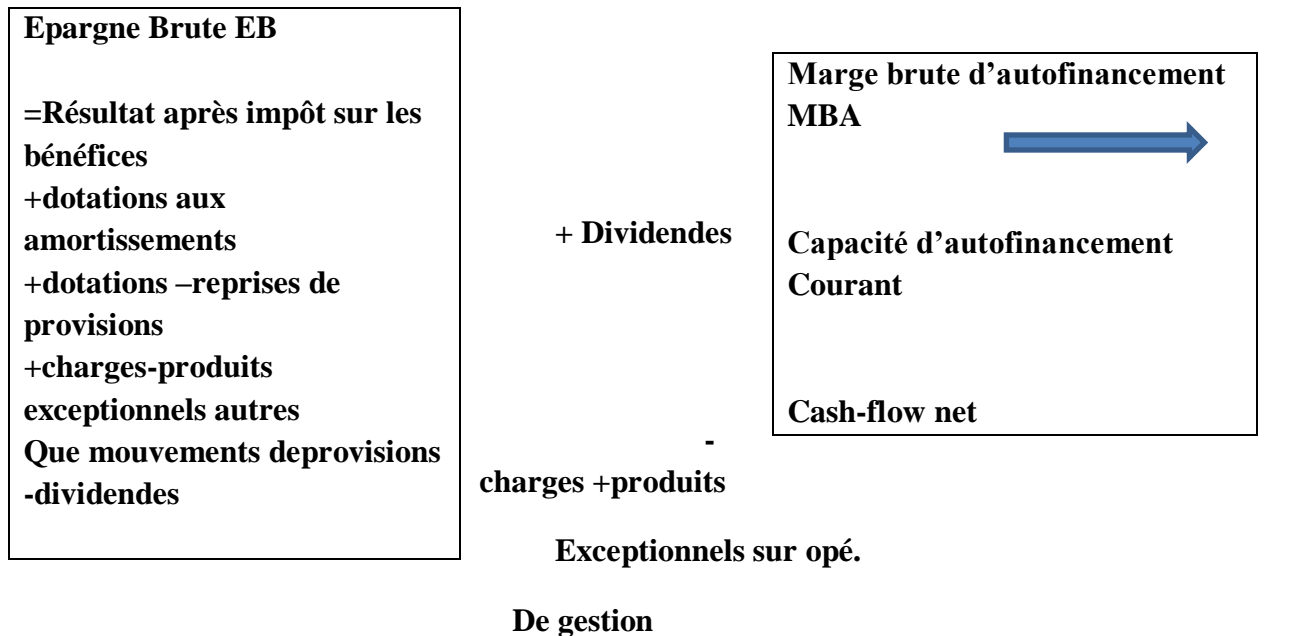 Epargne Brute EB
=Résultat après impôt sur les
bénéfices
+dotations aux
amortissements
+dotations –reprises de
provisions
+charges-produits
exceptionnels autres
Que mouvements deprovisions
-dividendes
+ Dividendes
-
charges +produits
Exceptionnels sur opé.
De gestion
Marge brute d’autofinancement
MBA
Capacité d’autofinancement
Courant
Cash-flow net